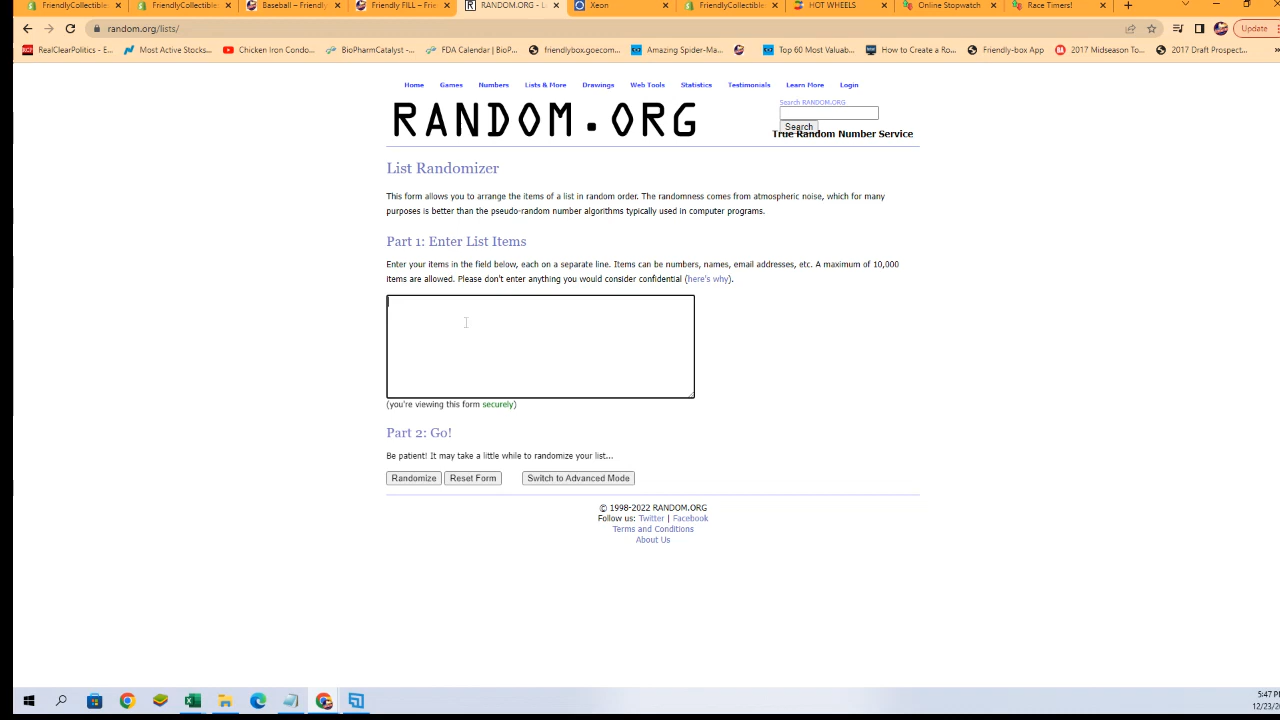 FriendlyCollectible: FriendlyCollectible: Baseball – Friendly Friendly FILL – Frien RANDOM.ORG - L Xeon FriendlyCollectible: HOT WHEELS Online Stopwatch Race Timers!
random.org/lists/ Update
RealClearPolitics - E... Most Active Stocks... Chicken Iron Condo... BioPharmCatalyst -... FDA Calendar | BioP... friendlybox.goecom... Amazing Spider-Ma... Top 60 Most Valuab... How to Create a Ro... Friendly-box App 2017 Midseason To... 2017 Draft Prospect...
Home Games Numbers Lists & More Drawings Web Tools Statistics Testimonials Learn More Login
RANDOM.ORG
Search RANDOM.ORG
Search
True Random Number Service
List Randomizer
This form allows you to arrange the items of a list in random order. The randomness comes from atmospheric noise, which for many
purposes is better than the pseudo-random number algorithms typically used in computer programs.
Part 1: Enter List Items
Enter your items in the field below, each on a separate line. Items can be numbers, names, email addresses, etc. A maximum of 10,000
items are allowed. Please don't enter anything you would consider confidential (here's why).
(you're viewing this form securely)
Part 2: Go!
Be patient! It may take a little while to randomize your list...
Randomize Reset Form Switch to Advanced Mode
© 1998-2022 RANDOM.ORG
Follow us: Twitter | Facebook
Terms and Conditions
About Us
5:47 P
12/23/2